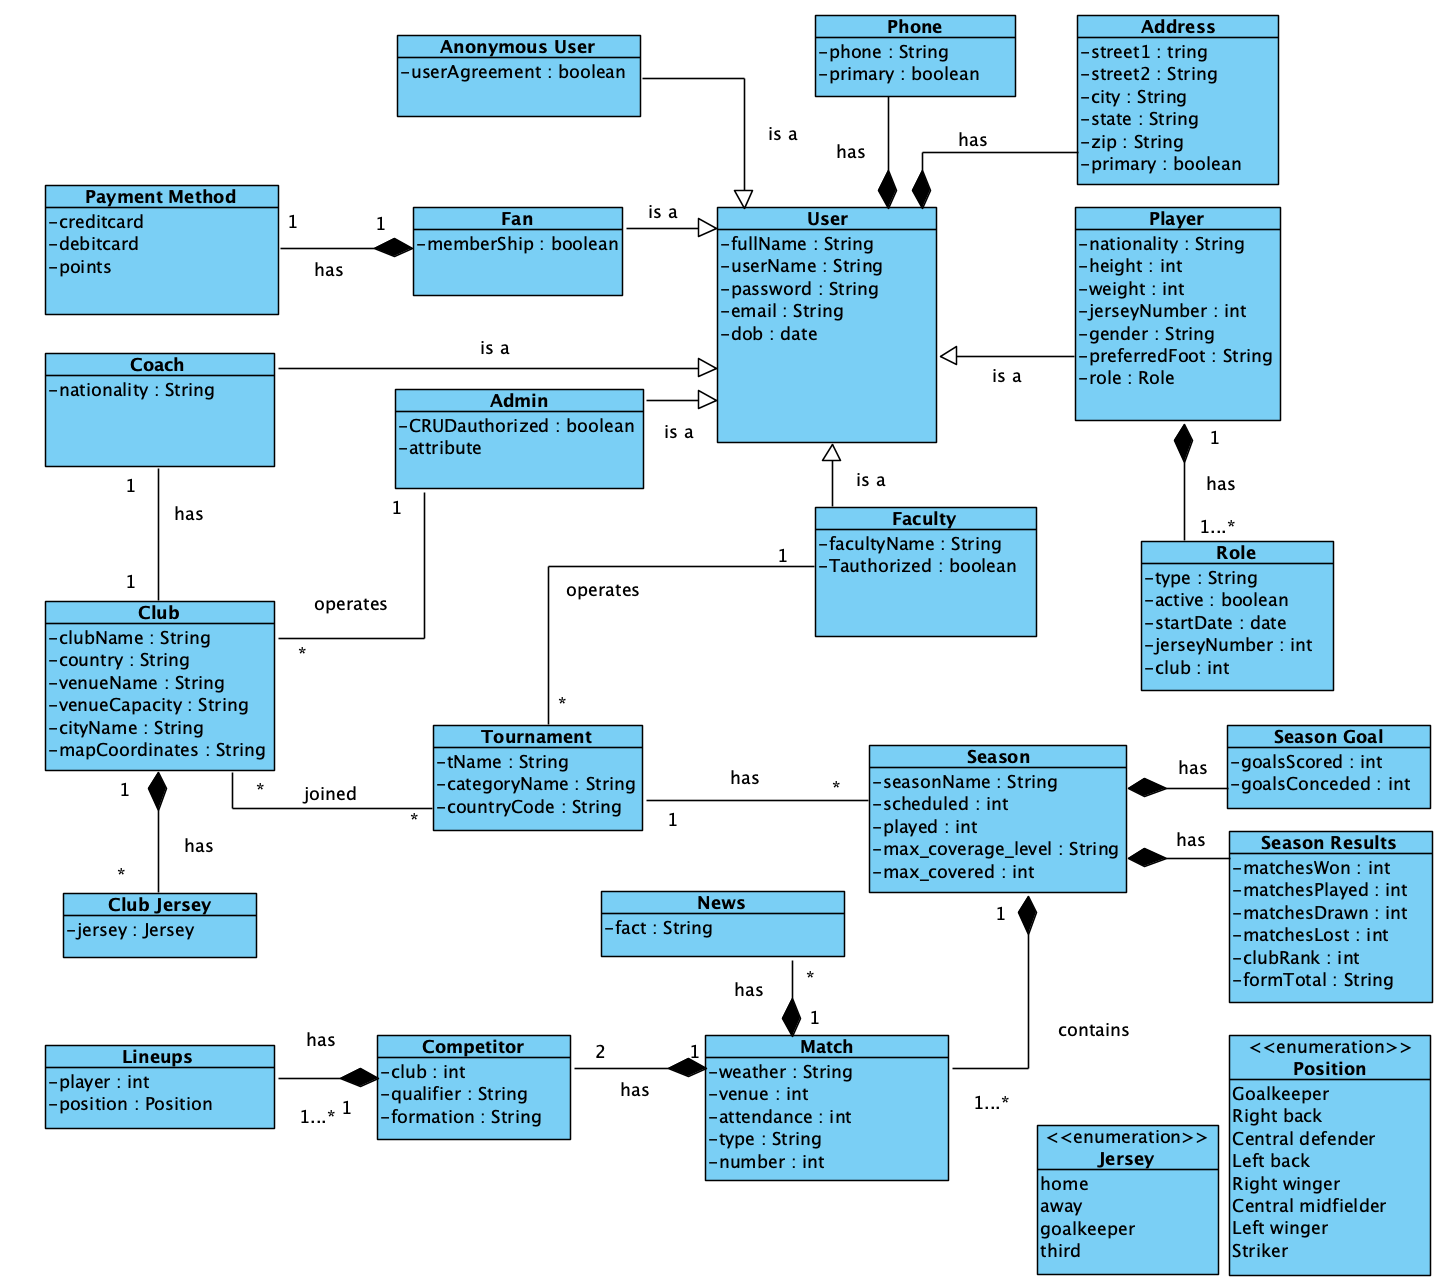 Anonymous User
-userAgreement : boolean
is a
Phone
-phone : String
-primary : boolean
has
Address
-street1 : tring
-street2 : String
-city : String
-state : String
-zip : String
-primary : boolean
has
Payment Method
-creditcard
-debitcard
-points
1
1
has
Fan
-memberShip : boolean
is a
User
-fullName : String
-userName : String
-password : String
-email : String
-dob : date
Player
-nationality : String
-height : int
-weight : int
-jerseyNumber : int
-gender : String
-preferredFoot : String
-role : Role
is a
Coach
-nationality : String
is a
Admin
-CRUDauthorized : boolean
-attribute
is a
1
has
1
1
operates
*
is a
Faculty
-facultyName : String
-Tauthorized : boolean
1
operates
*
1
has
1...*
Role
-type : String
-active : boolean
-startDate : date
-jerseyNumber : int
-club : int
Club
-clubName : String
-country : String
-venueName : String
-venueCapacity : String
-cityName : String
-mapCoordinates : String
1
has
*
*
joined
*
Tournament
-tName : String
-categoryName : String
-countryCode : String
has
1
*
Season
-seasonName : String
-scheduled : int
-played : int
-max_coverage_level : String
-max_covered : int
has
Season Goal
-goalsScored : int
-goalsConceded : int
has
Season Results
-matchesWon : int
-matchesPlayed : int
-matchesDrawn : int
-matchesLost : int
-clubRank : int
-formTotal : String
Club Jersey
-jersey : Jersey
News
-fact : String
*
has
1
1
contains
1...*
Lineups
-player : int
-position : Position
has
1...*
1
Competitor
-club : int
-qualifier : String
-formation : String
2
1
has
Match
-weather : String
-venue : int
-attendance : int
-type : String
-number : int
<<enumeration>>
Jersey
home
away
goalkeeper
third
<<enumeration>>
Position
Goalkeeper
Right back
Central defender
Left back
Right winger
Central midfielder
Left winger
Striker